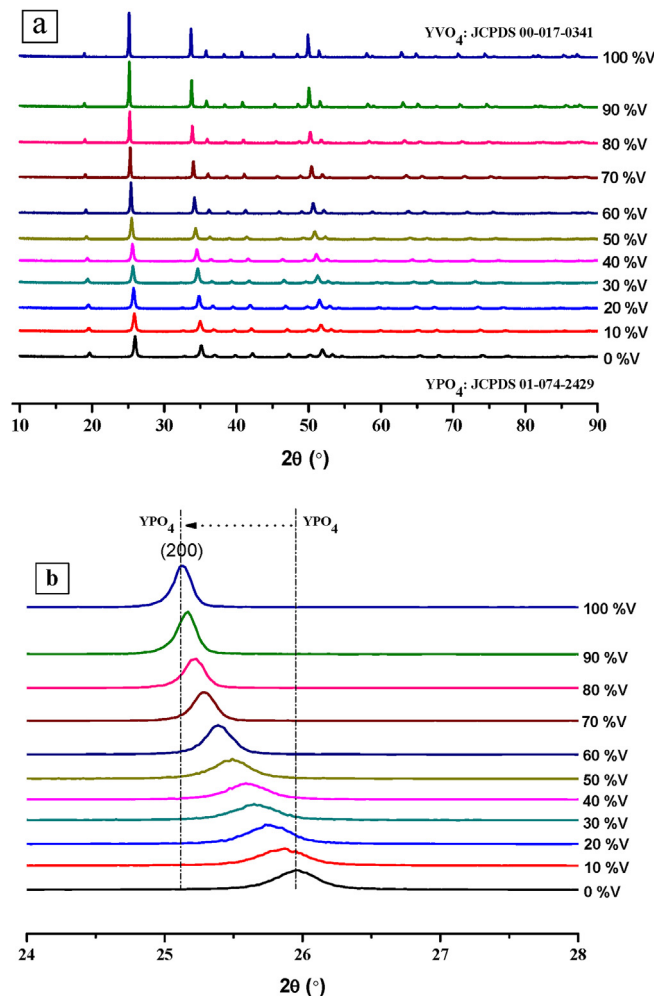 a
YVO4: JCPDS 00-017-0341
100 %V
90 %V
80 %V
70 %V
60 %V
50 %V
40 %V
30 %V
20 %V
10 %V
0 %V
YPO4: JCPDS 01-074-2429
10 20 30 40 50 60 70 80 90
2θ (°)
YPO4 YPO4
(200)
b
100 %V
90 %V
80 %V
70 %V
60 %V
50 %V
40 %V
30 %V
20 %V
10 %V
0 %V
24 25 26 27 28
2θ (°)